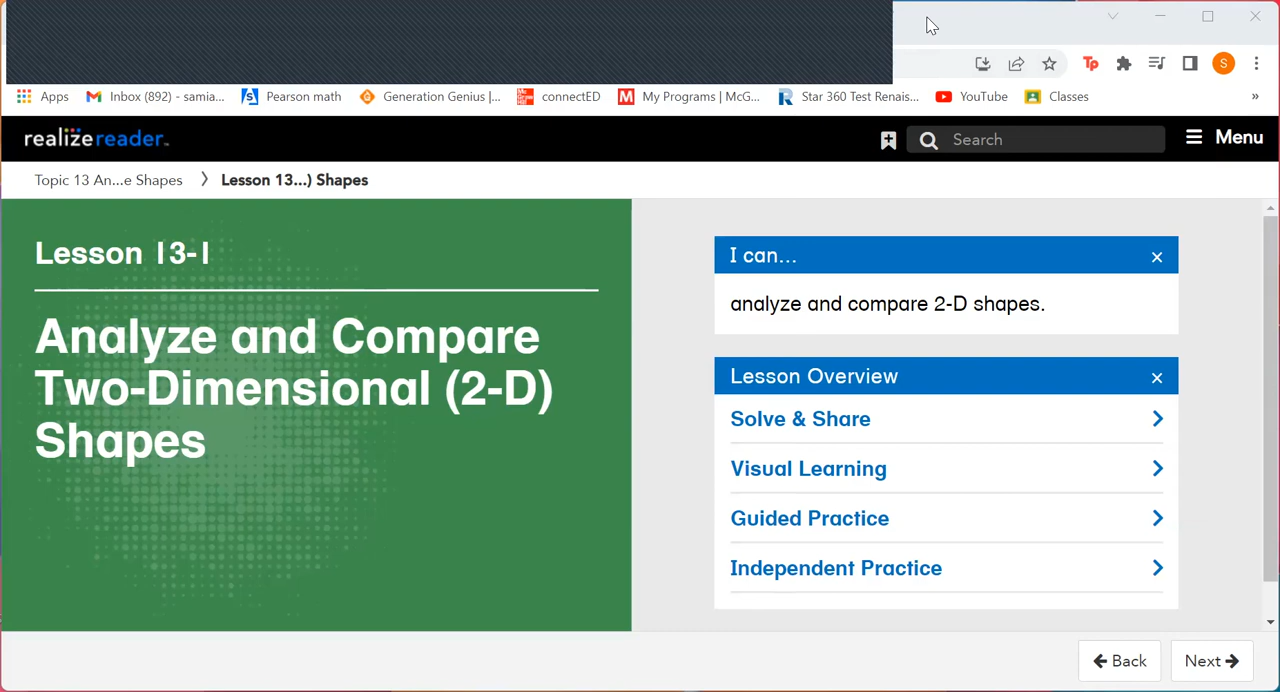 Tp
S
Apps
Inbox (892) - samia...
Pearson math
Generation Genius |...
connectED
My Programs | McG...
Star 360 Test Renais...
YouTube
Classes
»
realizereader™
Search
Menu
Topic 13 An...e Shapes > Lesson 13...) Shapes
Lesson 13-1
Analyze and Compare
Two-Dimensional (2-D)
Shapes
I can...
analyze and compare 2-D shapes.
Lesson Overview
Solve & Share
Visual Learning
Guided Practice
Independent Practice
Back
Next